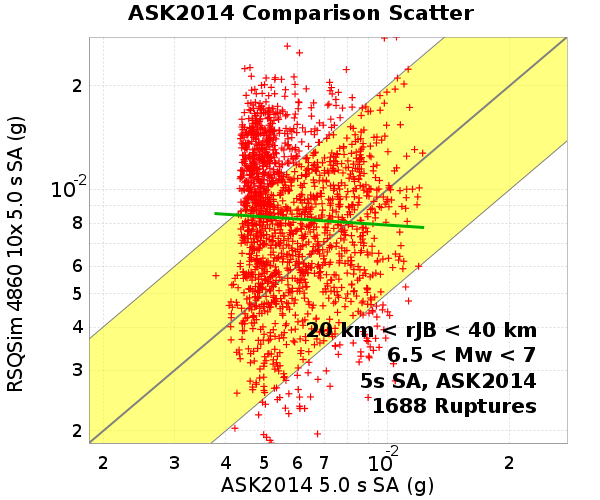 ASK2014 Comparison Scatter
RSQSim 4860 10x 5.0 s SA (g)
2
10-2
8
6
5
4
3
2
20 km < rJB < 40 km
6.5 < Mw < 7
5s SA, ASK2014
1688 Ruptures
2 3 4 5 6 7 10-2 2
ASK2014 5.0 s SA (g)